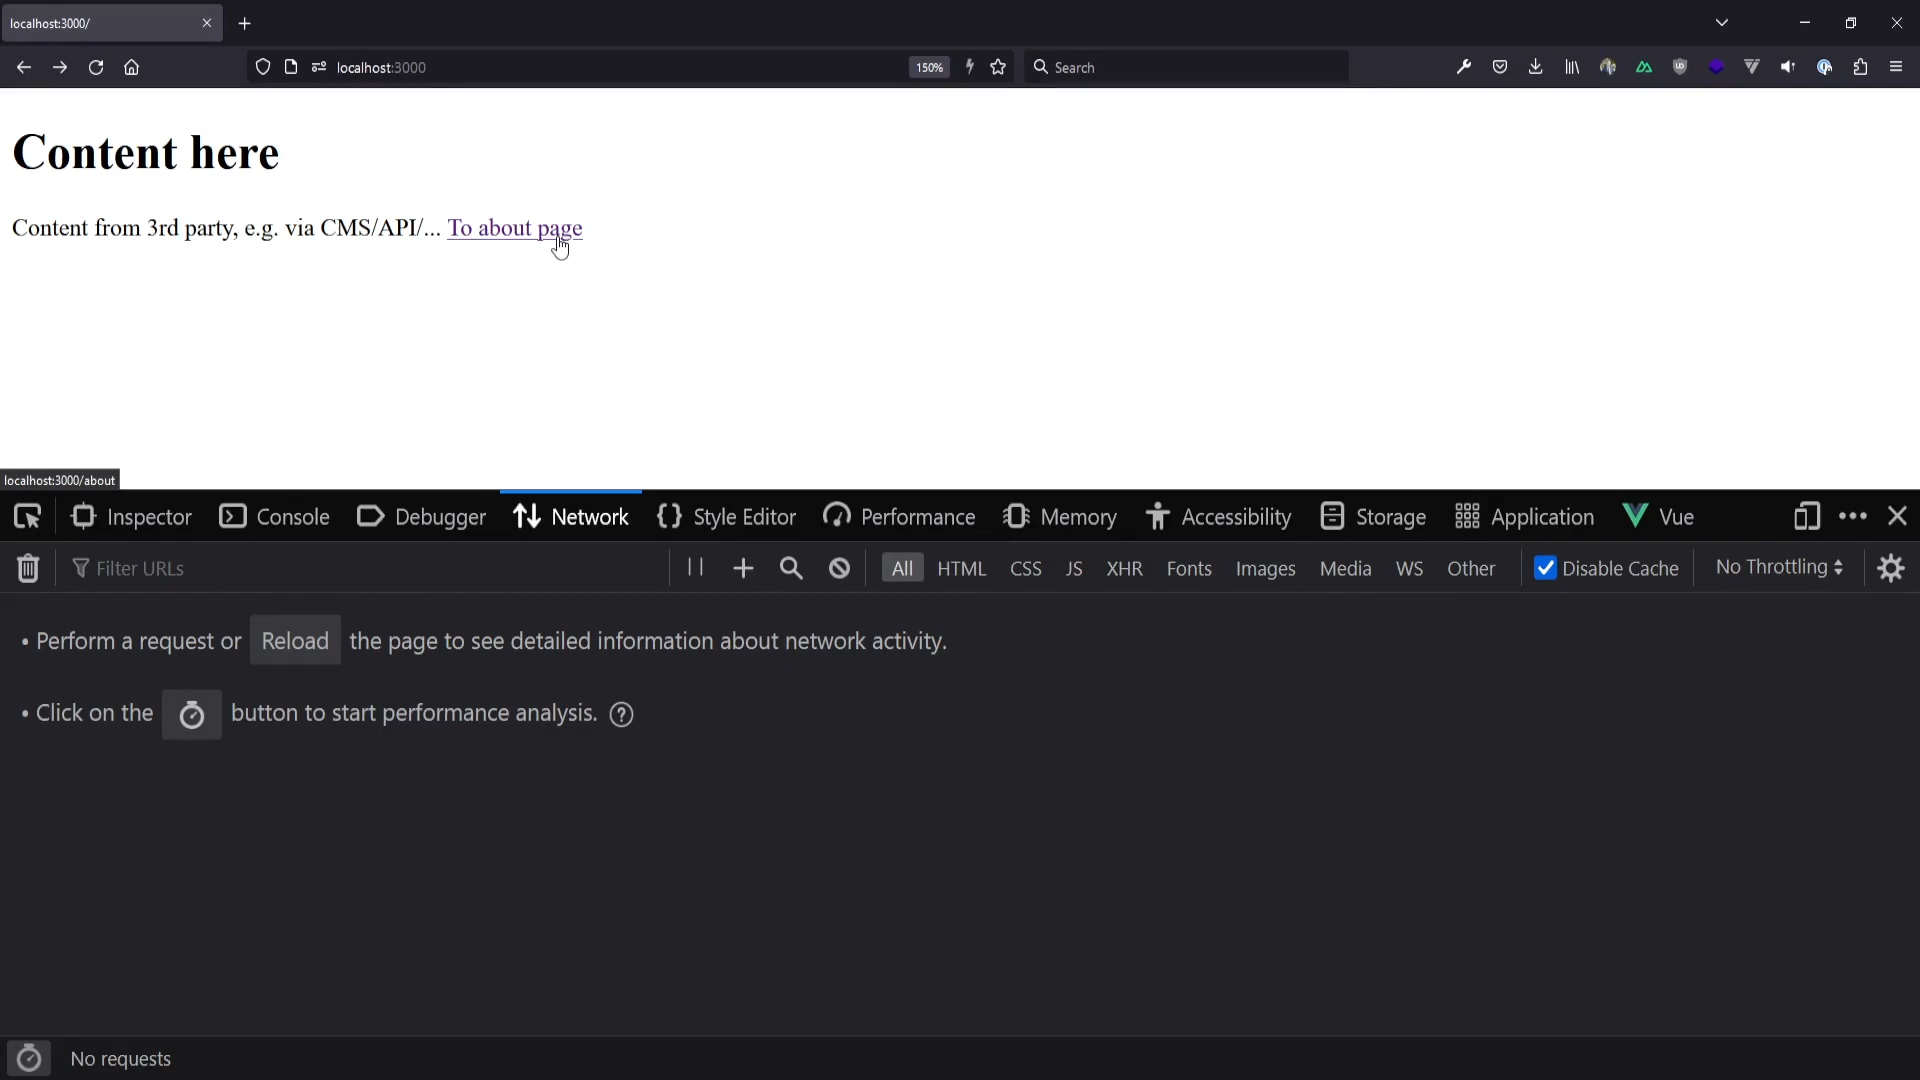 localhost:3000/
localhost:3000
150%
Search
Content here
Content from 3rd party, e.g. via CMS/API/... To about page
localhost:3000/about
Inspector Console Debugger Network Style Editor Performance Memory Accessibility Storage Application Vue
Filter URLs All HTML CSS JS XHR Fonts Images Media WS Other Disable Cache No Throttling
• Perform a request or Reload the page to see detailed information about network activity.
• Click on the button to start performance analysis.
No requests